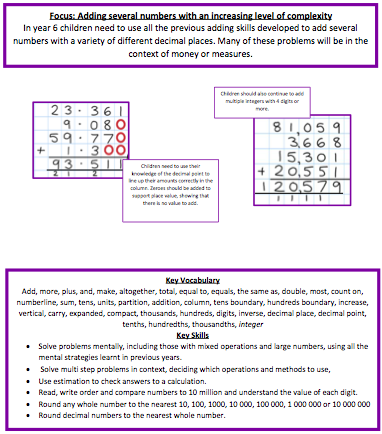 Focus: Adding several numbers with an increasing level of complexity
In year 6 children need to use all the previous adding skills developed to add several
numbers with a variety of different decimal places. Many of these problems will be in the
context of money or measures.
Children should also continue to add
multiple integers with 4 digits or
more.
23.361
9.080
59.770
+ 1.300
93.511
2 1 2
81,059
3,668
15,301
+ 20,551
120,579
1 1 1 1
Children need to use their
knowledge of the decimal point to
line up their amounts correctly in the
column. Zeroes should be added to
support place value, showing that
there is no value to add.
Key Vocabulary
Add, more, plus, and, make, altogether, total, equal to, equals, the same as, double, most, count on,
numberline, sum, tens, units, partition, addition, column, tens boundary, hundreds boundary, increase,
vertical, carry, expanded, compact, thousands, hundreds, digits, inverse, decimal place, decimal point,
tenths, hundredths, thousandths, integer
Key Skills
• Solve problems mentally, including those with mixed operations and large numbers, using all the
mental strategies learnt in previous years.
• Solve multi step problems in context, deciding which operations and methods to use,
• Use estimation to check answers to a calculation.
• Read, write order and compare numbers to 10 million and understand the value of each digit.
• Round any whole number to the nearest 10, 100, 1000, 10 000, 100 000, 1 000 000 or 10 000 000
• Round decimal numbers to the nearest whole number.